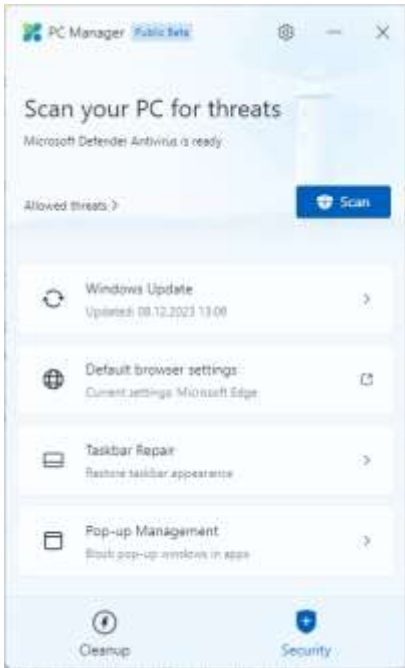 PC Manager Public Beta
Scan your PC for threats
Microsoft Defender Antivirus is ready
Allowed threats >
Scan
Windows Update
Updated: 08.12.2023 13:08
Default browser settings
Current settings: Microsoft Edge
Taskbar Repair
Restore taskbar appearance
Pop-up Management
Block pop-up windows in apps
Cleanup
Security